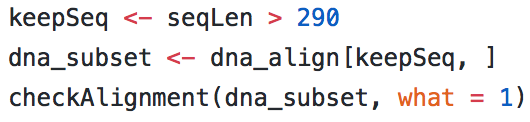 keepSeq <- seqLen > 290
dna_subset <- dna_align[keepSeq, ]
checkAlignment(dna_subset, what = 1)